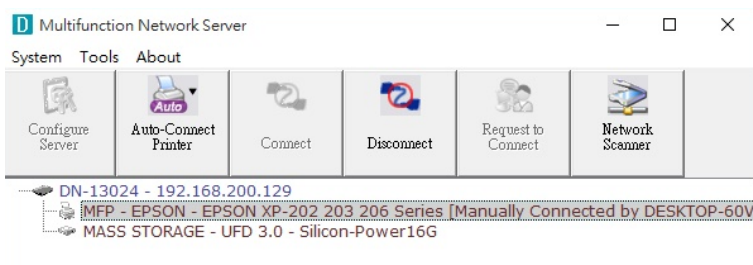 D Multifunction Network Server
System Tools About
Configure Server
Auto
Auto-Connect Printer
Connect
Disconnect
Request to Connect
Network Scanner
DN-13024 - 192.168.200.129
MFP - EPSON - EPSON XP-202 203 206 Series [Manually Connected by DESKTOP-60V
MASS STORAGE - UFD 3.0 - Silicon-Power16G